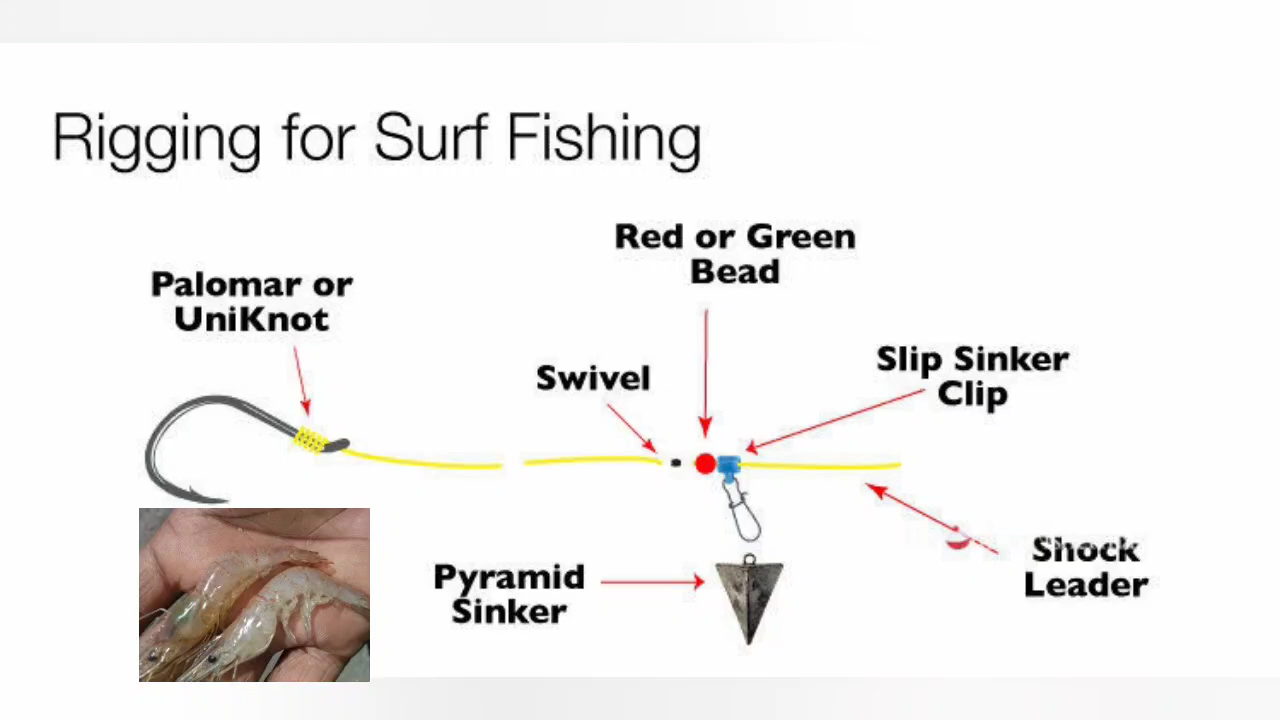 Rigging for Surf Fishing
Red or Green
Bead
Palomar or
UniKnot
Slip Sinker
Clip
Swivel
Shock
Leader
Pyramid
Sinker